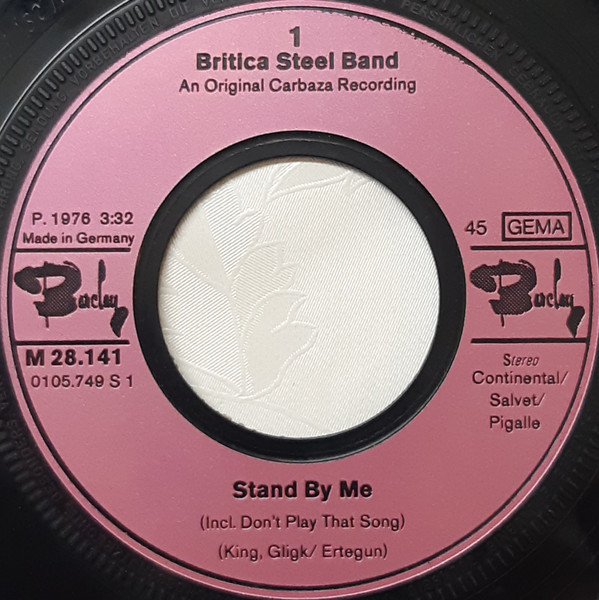 1
Britica Steel Band
An Original Carbaza Recording
P. 1976 3:32
Made in Germany
45 GEMA
Barclay
Barclay
M 28.141
0105.749 S 1
Stereo
Continental/
Salvet/
Pigalle
Stand By Me
(Incl. Don't Play That Song)
(King, Gligk/ Ertegun)